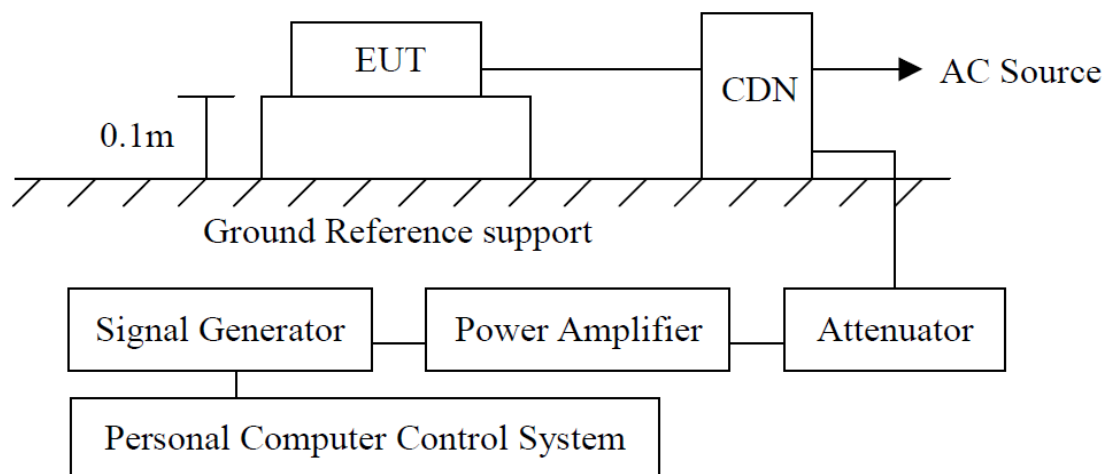 EUT
CDN
AC Source
0.1m
Ground Reference support
Signal Generator
Power Amplifier
Attenuator
Personal Computer Control System